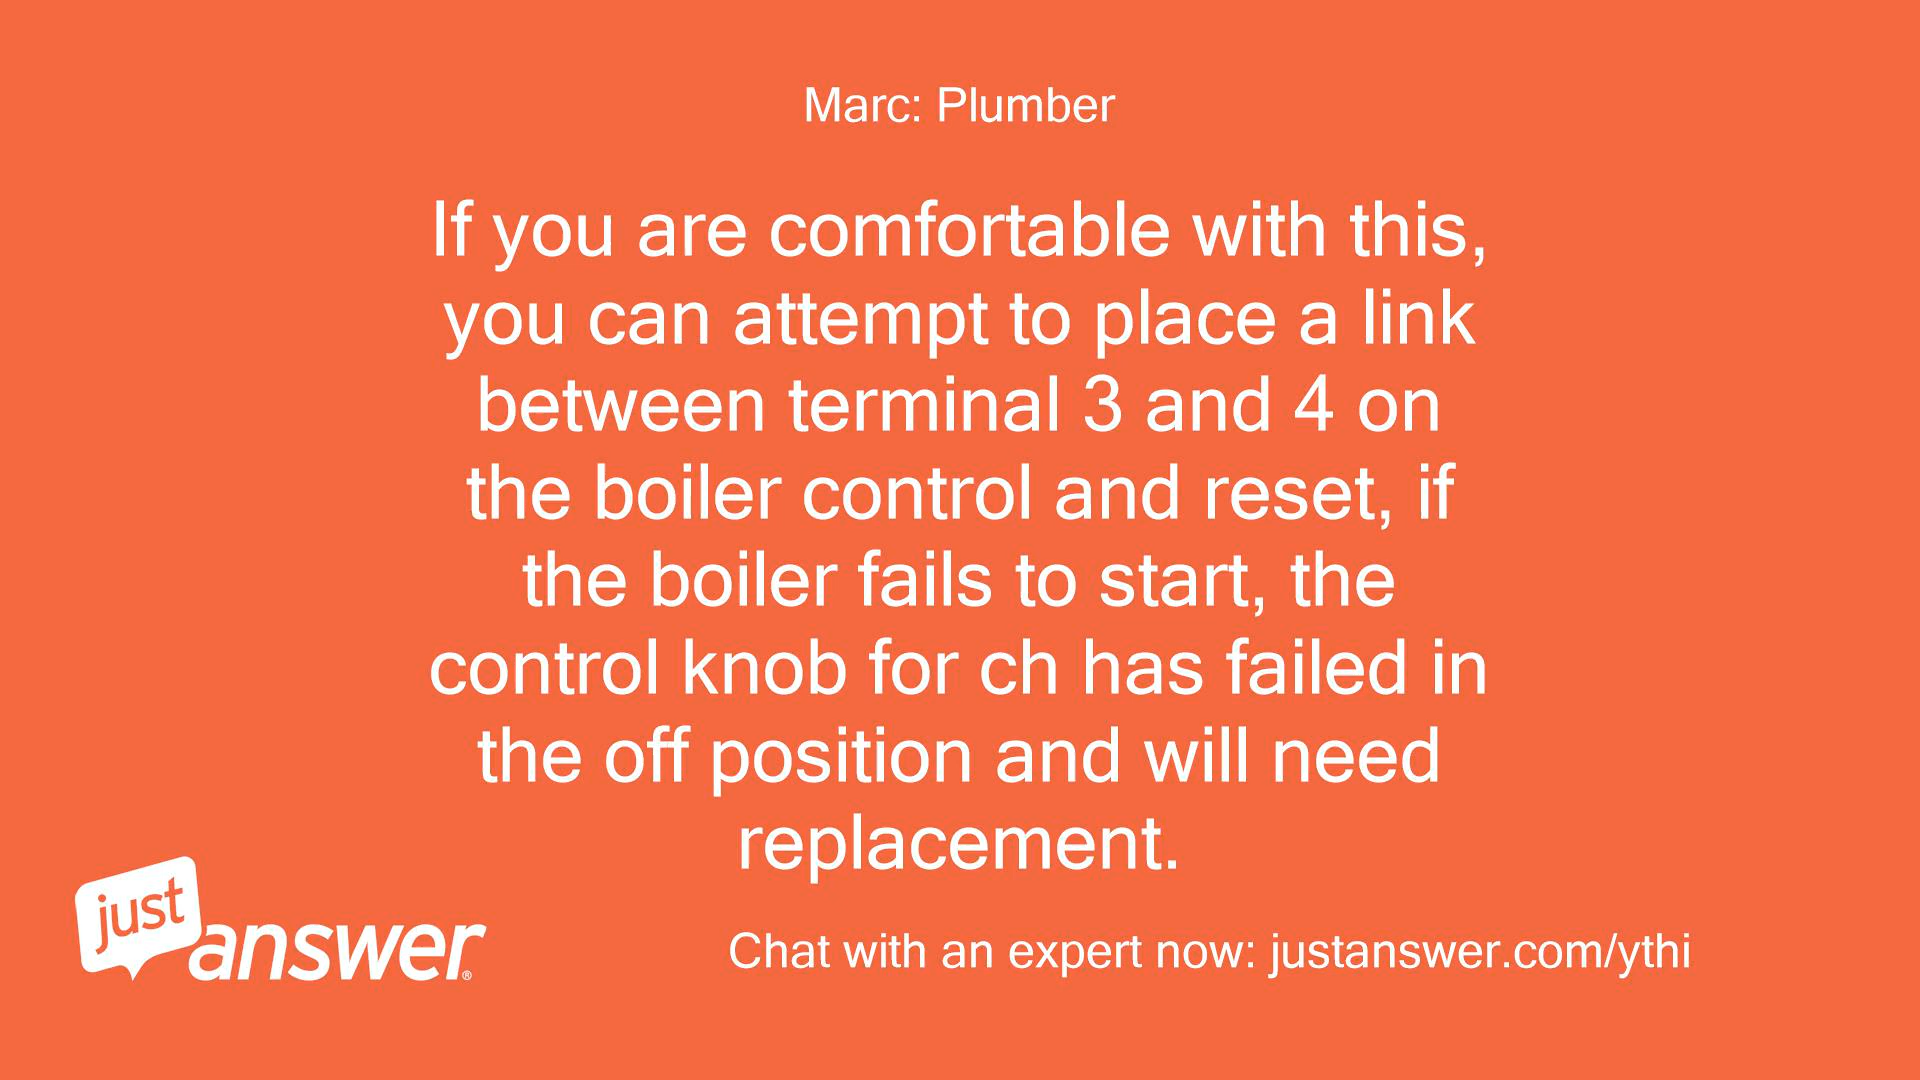 Marc: Plumber
If you are comfortable with this,
you can attempt to place a link
between terminal 3 and 4 on
the boiler control and reset, if
the boiler fails to start, the
control knob for ch has failed in
the off position and will need
replacement.
just
answer®
Chat with an expert now: justanswer.com/ythi